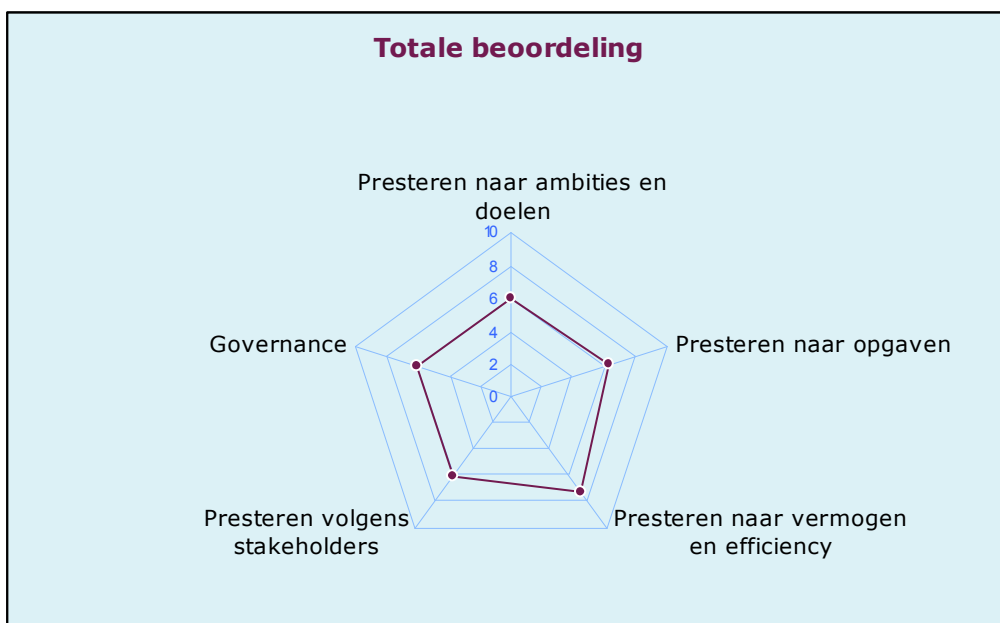 Totale beoordeling
Presteren naar ambities en
doelen
10
8
6
4
2
0
Governance
Presteren naar opgaven
Presteren volgens
stakeholders
Presteren naar vermogen
en efficiency